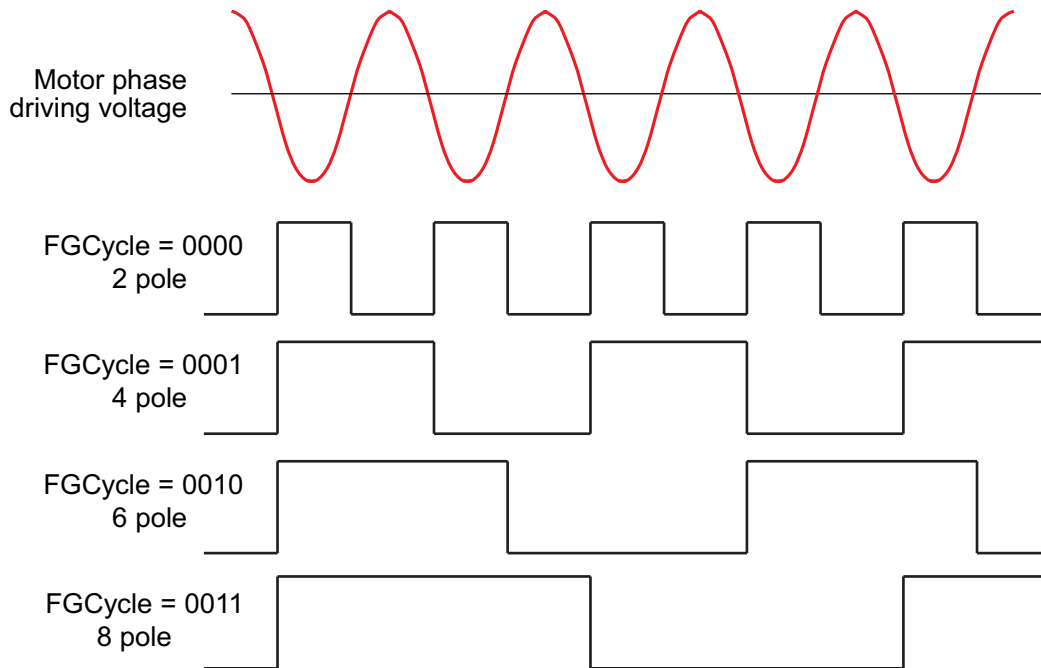 Motor phase
driving voltage
FGCycle = 0000
2 pole
FGCycle = 0001
4 pole
FGCycle = 0010
6 pole
FGCycle = 0011
8 pole